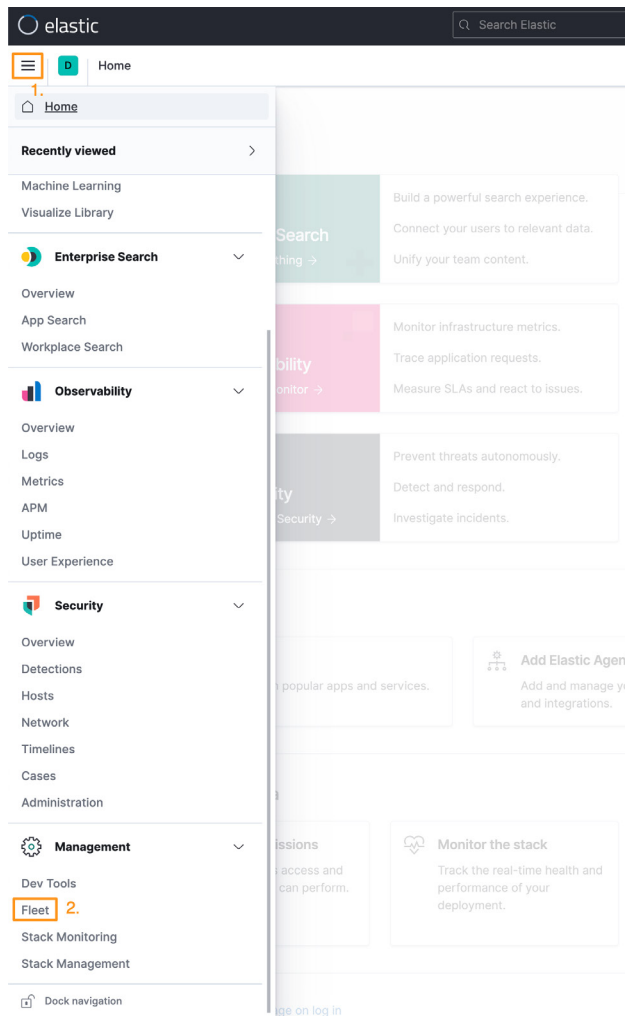 elastic
Search Elastic
D
Home
1.
Home
Recently viewed
Machine Learning
Visualize Library
Enterprise Search
Overview
App Search
Workplace Search
Observability
Overview
Logs
Metrics
APM
Uptime
User Experience
Security
Overview
Detections
Hosts
Network
Timelines
Cases
Administration
Management
Dev Tools
Fleet
2.
Stack Monitoring
Stack Management
Dock navigation
Search
thing →
Build a powerful search experience.
Connect your users to relevant data.
Unify your team content.
bility
onitor →
Monitor infrastructure metrics.
Trace application requests.
Measure SLAs and react to issues.
ity
Security →
Prevent threats autonomously.
Detect and respond.
Investigate incidents.
popular apps and services.
Add Elastic Agen
Add and manage y
and integrations.
a
issions
access and
can perform.
Monitor the stack
Track the real-time health and
performance of your
deployment.
ge on log in